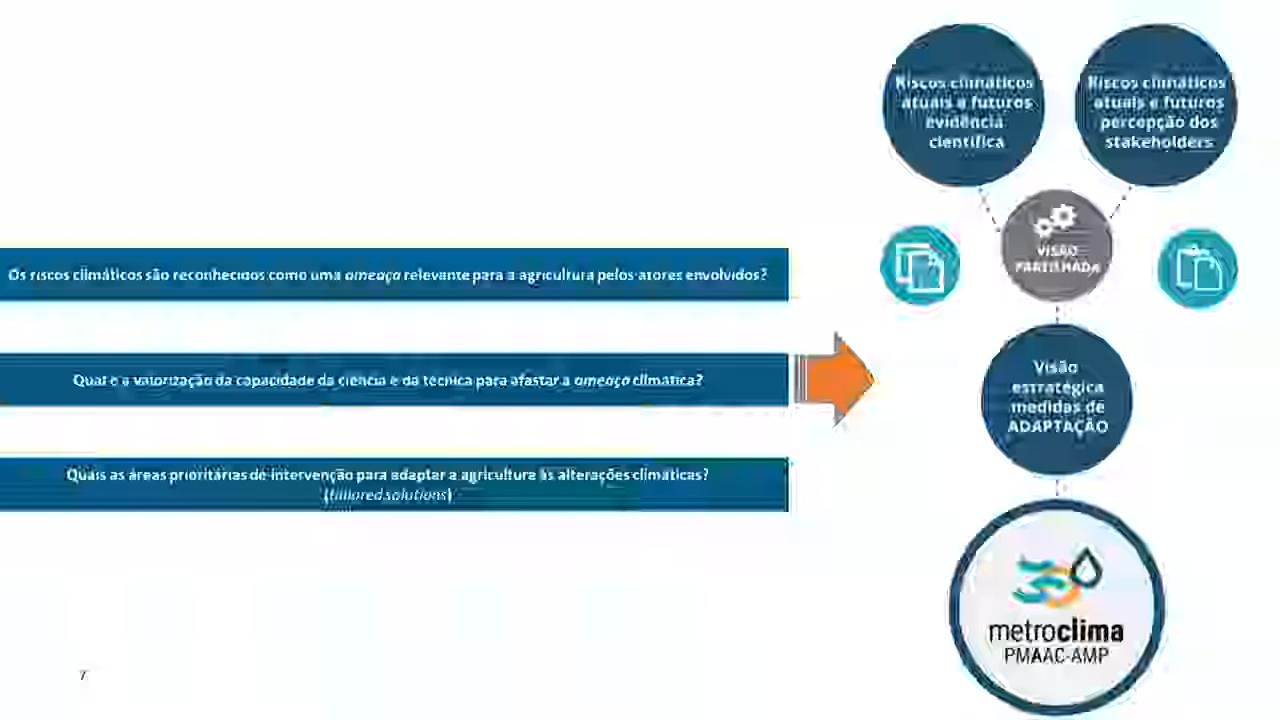 Os riscos climáticos são reconhecidos como uma ameaça relevante para a agricultura pelos atores envolvidos?
Qual é a valorização da capacidade da ciência e da técnica para afastar a ameaça climática?
Quais as áreas prioritárias de intervenção para adaptar a agricultura às alterações climáticas?
(taillored solutions)
Riscos climáticos
atuais e futuros
evidência
científica
Riscos climáticos
atuais e futuros
percepção dos
stakeholders
VISÃO
PARTILHADA
Visão
estratégica
medidas de
ADAPTAÇÃO
metroclima
PMAAC-AMP
7